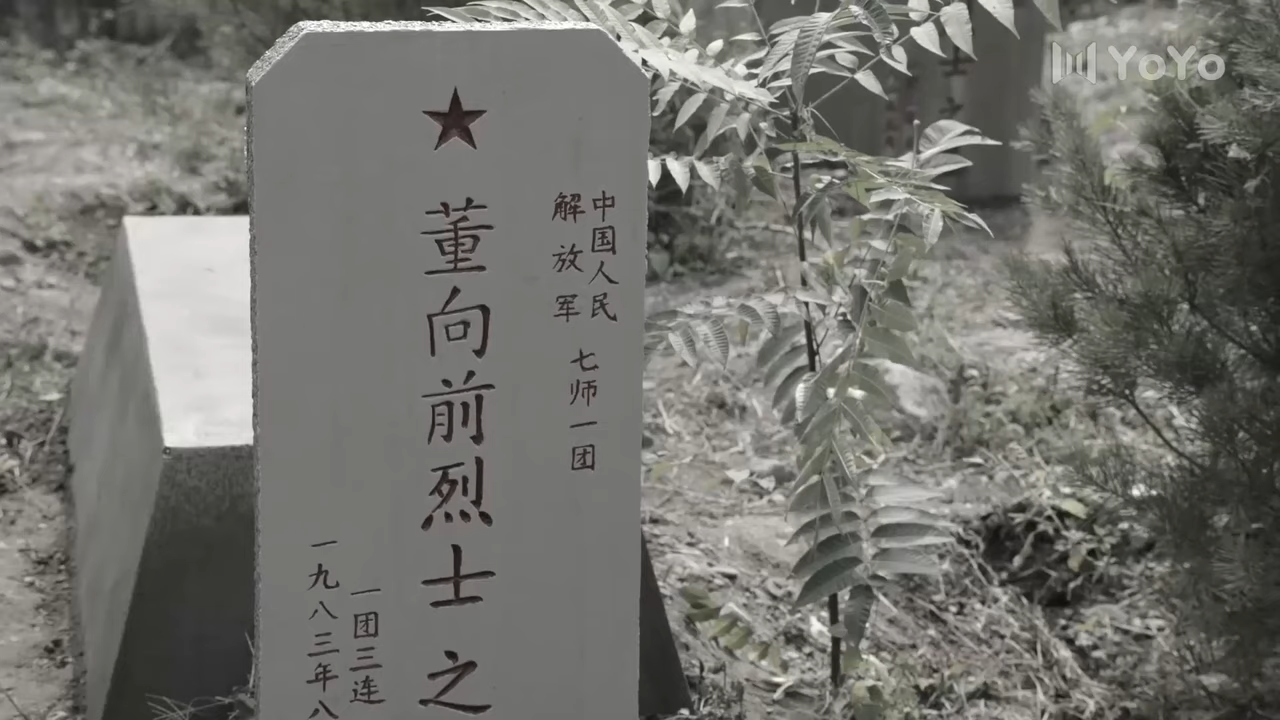 中国人民
解放军 七师一团
董向前烈士之
一团三连
一九八三年八
YoYo
士